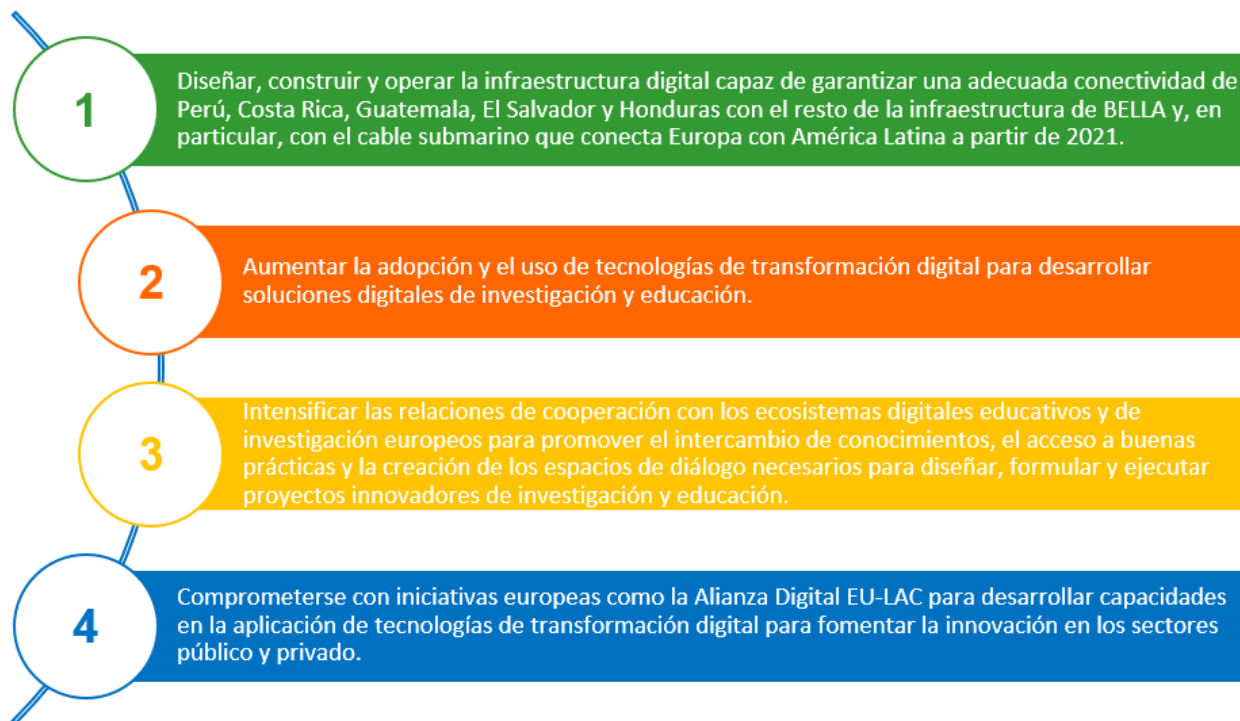 1
Diseñar, construir y operar la infraestructura digital capaz de garantizar una adecuada conectividad de
Perú, Costa Rica, Guatemala, El Salvador y Honduras con el resto de la infraestructura de BELLA y, en
particular, con el cable submarino que conecta Europa con América Latina a partir de 2021.
2
Aumentar la adopción y el uso de tecnologías de transformación digital para desarrollar
soluciones digitales de investigación y educación.
3
Intensificar las relaciones de cooperación con los ecosistemas digitales educativos y de
investigación europeos para promover el intercambio de conocimientos, el acceso a buenas
prácticas y la creación de los espacios de diálogo necesarios para diseñar, formular y ejecutar
proyectos innovadores de investigación y educación.
4
Comprometerse con iniciativas europeas como la Alianza Digital EU-LAC para desarrollar capacidades
en la aplicación de tecnologías de transformación digital para fomentar la innovación en los sectores
público y privado.